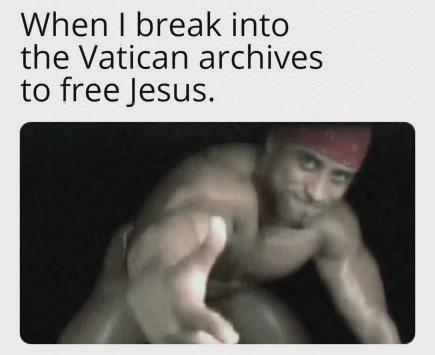 When I break into
the Vatican archives
to free Jesus.